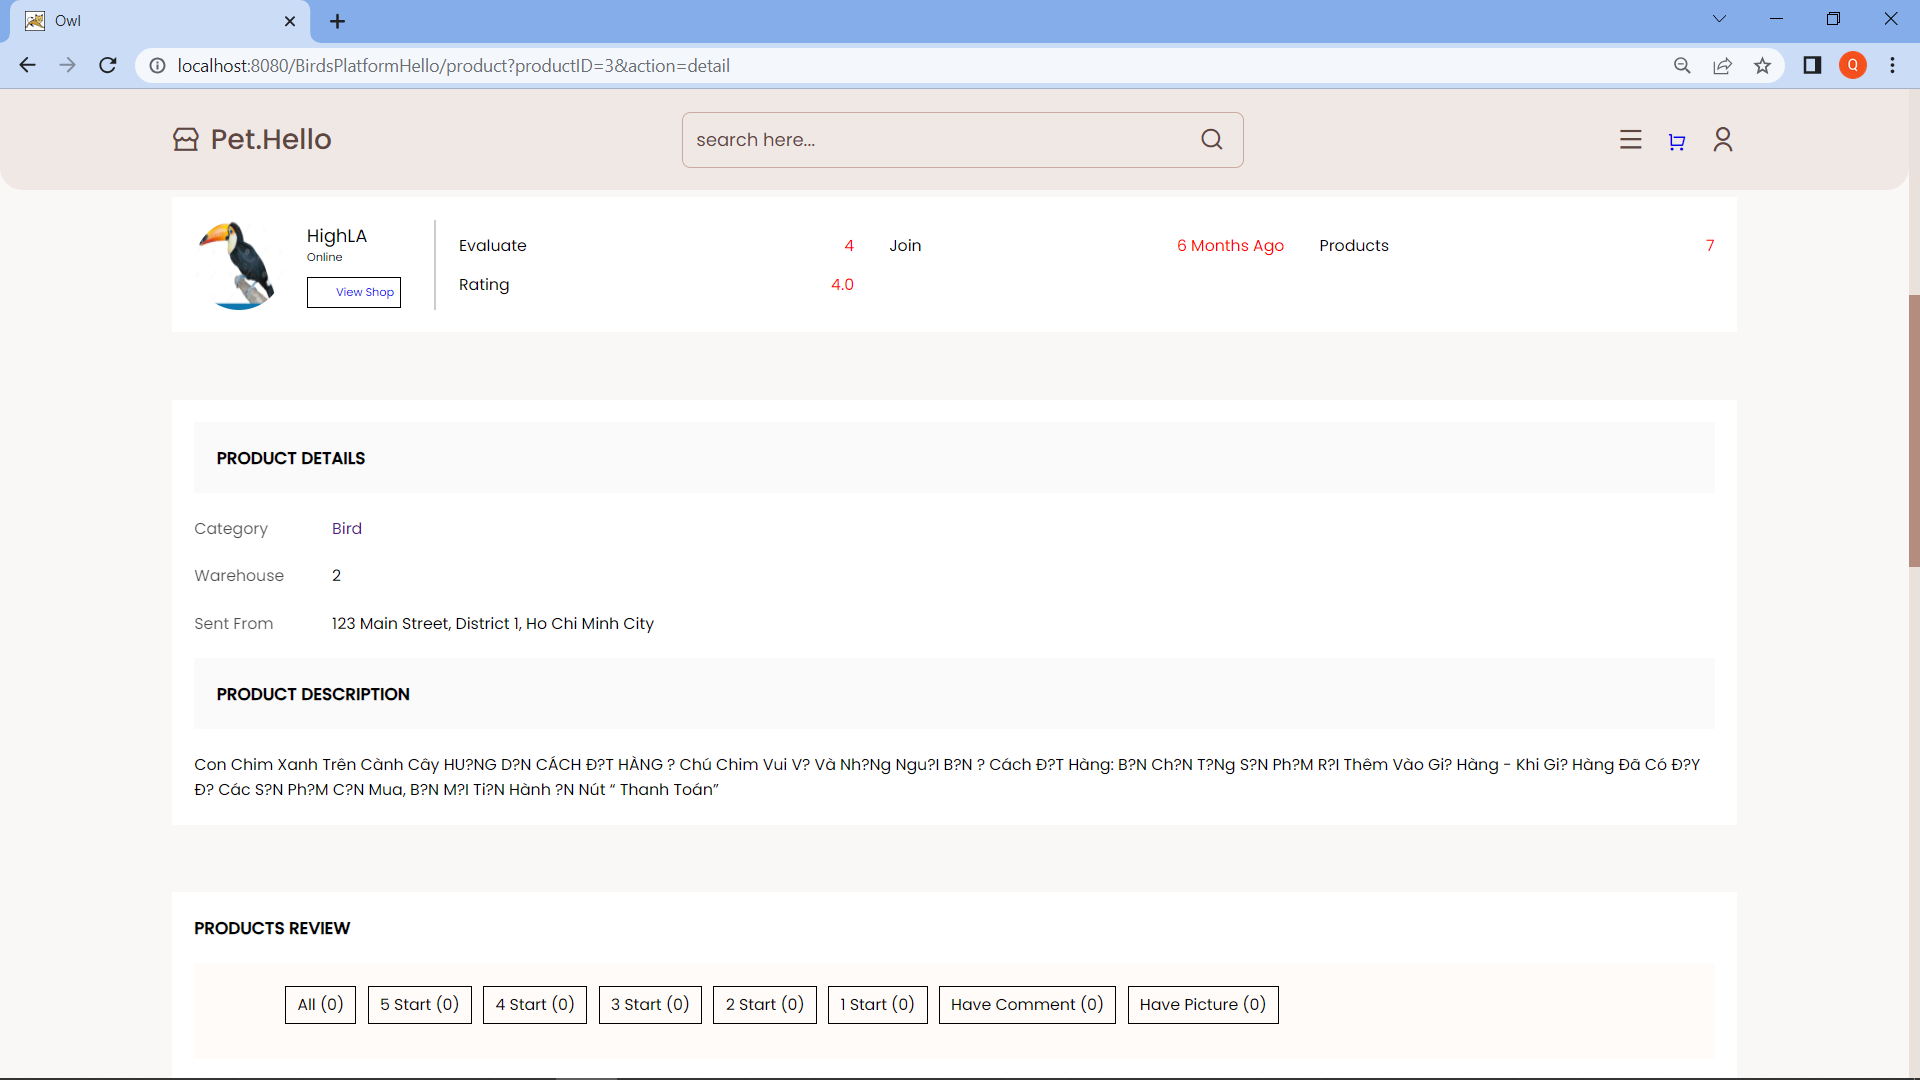 Owl
localhost:8080/BirdsPlatformHello/product?productID=3&action=detail
Q
Pet.Hello
search here...
HighLA
Online
View Shop
Evaluate 4 Join 6 Months Ago Products 7
Rating 4.0
PRODUCT DETAILS
Category Bird
Warehouse 2
Sent From 123 Main Street, District 1, Ho Chi Minh City
PRODUCT DESCRIPTION
Con Chim Xanh Trên Cành Cây HU?NG D?N CÁCH Đ?T HÀNG ? Chú Chim Vui V? Và Nh?Ng Ngu?I B?N ? Cách Đ?T Hàng: B?N Ch?N T?Ng S?N Ph?M R?I Thêm Vào Gi? Hàng - Khi Gi? Hàng Đã Có Đ?Y
Đ? Các S?N Ph?M C?N Mua, B?N M?I Ti?N Hành ?N Nút “ Thanh Toán”
PRODUCTS REVIEW
All (0) 5 Start (0) 4 Start (0) 3 Start (0) 2 Start (0) 1 Start (0) Have Comment (0) Have Picture (0)